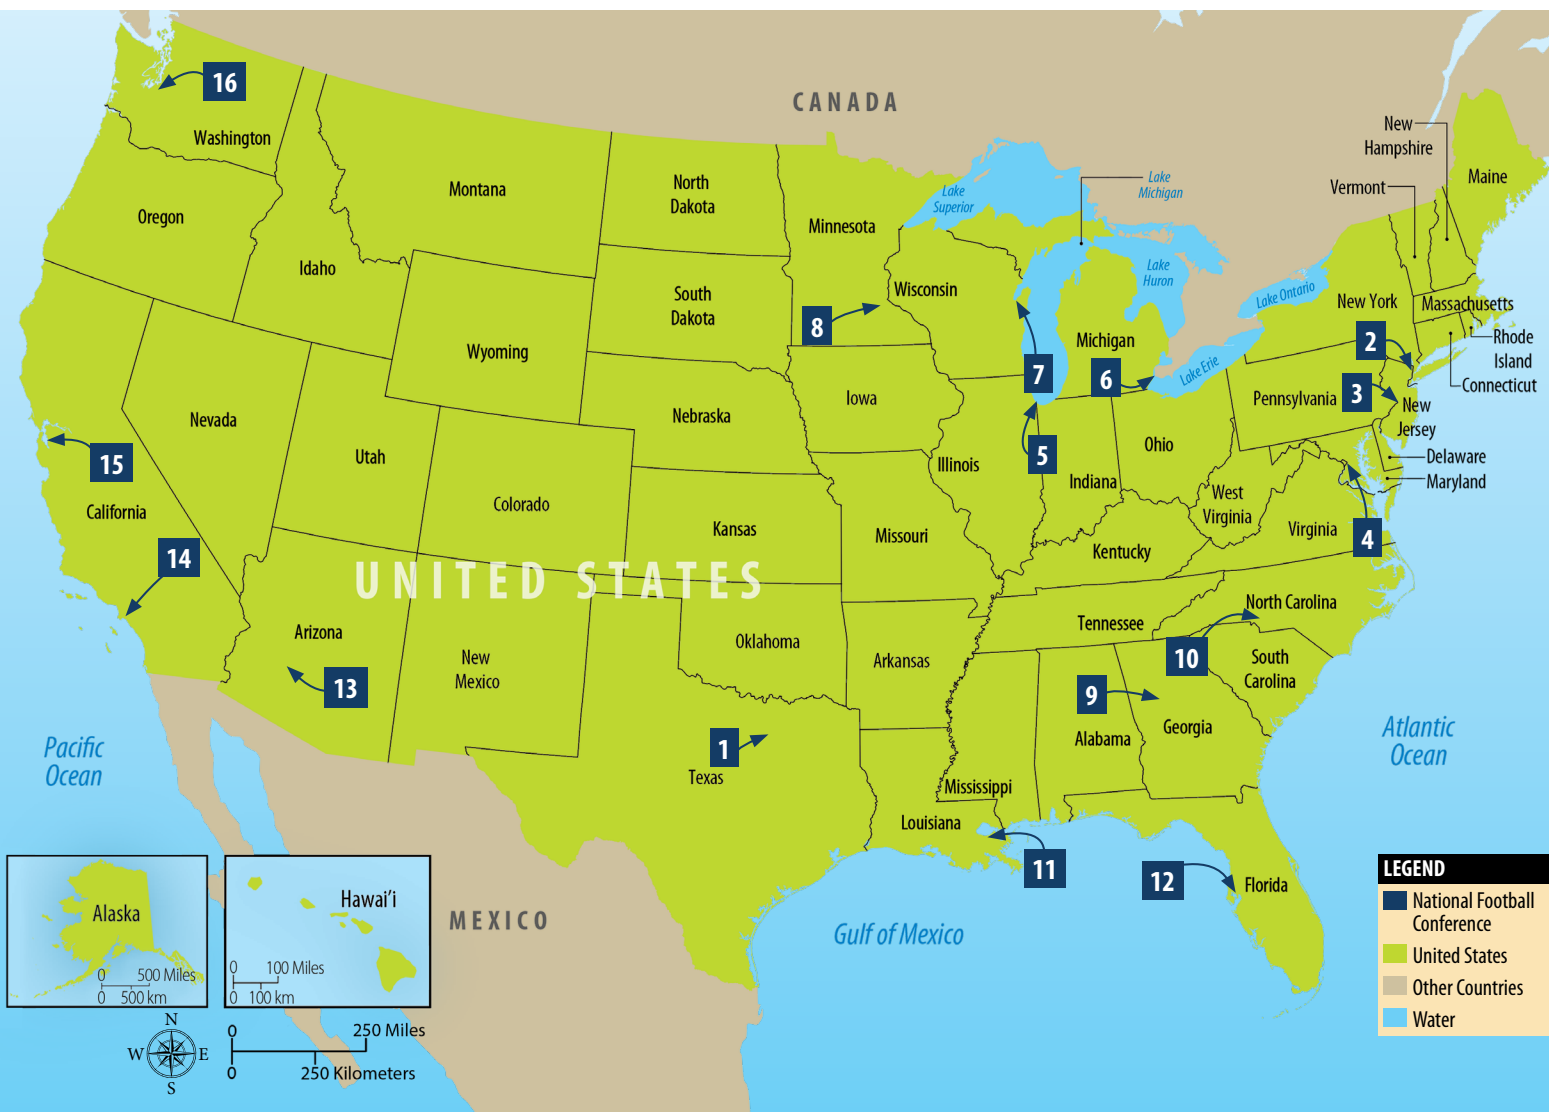 CANADA
16
Washington
Montana
North
Dakota
Minnesota
Lake
Superior
Lake
Michigan
New
Hampshire
Vermont
Maine
Oregon
Idaho
Wisconsin
Lake
Huron
Lake Ontario
New York
Massachusetts
South
Dakota
8
Wyoming
Michigan
Lake Erie
2
Rhode
Island
Connecticut
7
6
3
Pennsylvania
New
Jersey
Nevada
Nebraska
Iowa
15
California
Utah
Colorado
Illinois
5
Indiana
Ohio
Delaware
Maryland
West
Virginia
Virginia
4
Kansas
Missouri
Kentucky
14
UNITED STATES
Arizona
13
New
Mexico
Oklahoma
Arkansas
Tennessee
North Carolina
10
South
Carolina
9
Georgia
Alabama
1
Texas
Mississippi
Louisiana
11
12
Florida
Pacific
Ocean
Atlantic
Ocean
Gulf of Mexico
MEXICO
Alaska
0 500 Miles
0 500 km
Hawai’i
0 100 Miles
0 100 km
N
W E
S
0 250 Miles
0 250 Kilometers
LEGEND
National Football
Conference
United States
Other Countries
Water